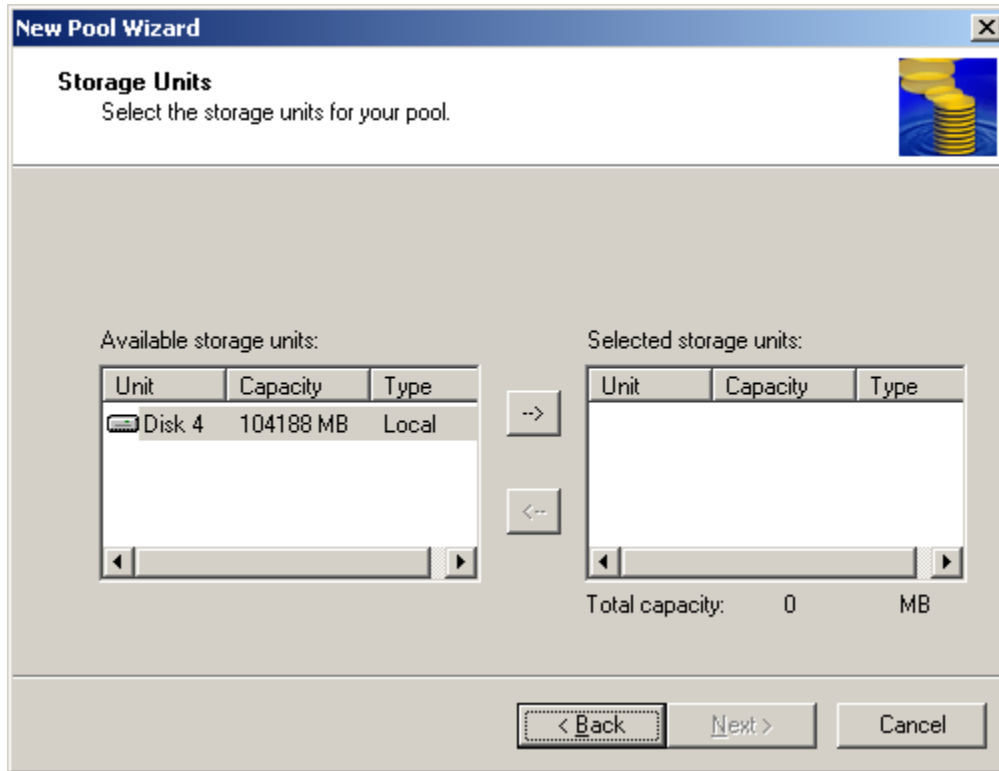 New Pool Wizard
Storage Units
Select the storage units for your pool.
Available storage units:
Unit Capacity Type
Disk 4 104188 MB Local
-->
<--
Selected storage units:
Unit Capacity Type
Total capacity: 0 MB
< Back Next > Cancel